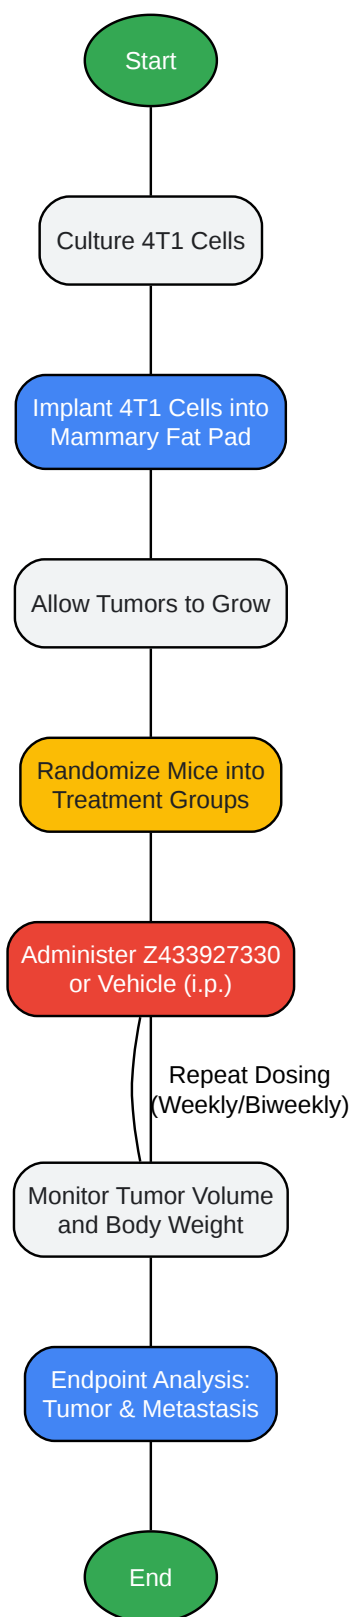 Start
Culture 4T1 Cells
Implant 4T1 Cells into
Mammary Fat Pad
Allow Tumors to Grow
Randomize Mice into
Treatment Groups
Administer Z433927330
or Vehicle (i.p.)
Repeat Dosing
(Weekly/Biweekly)
Monitor Tumor Volume
and Body Weight
Endpoint Analysis:
Tumor & Metastasis
End